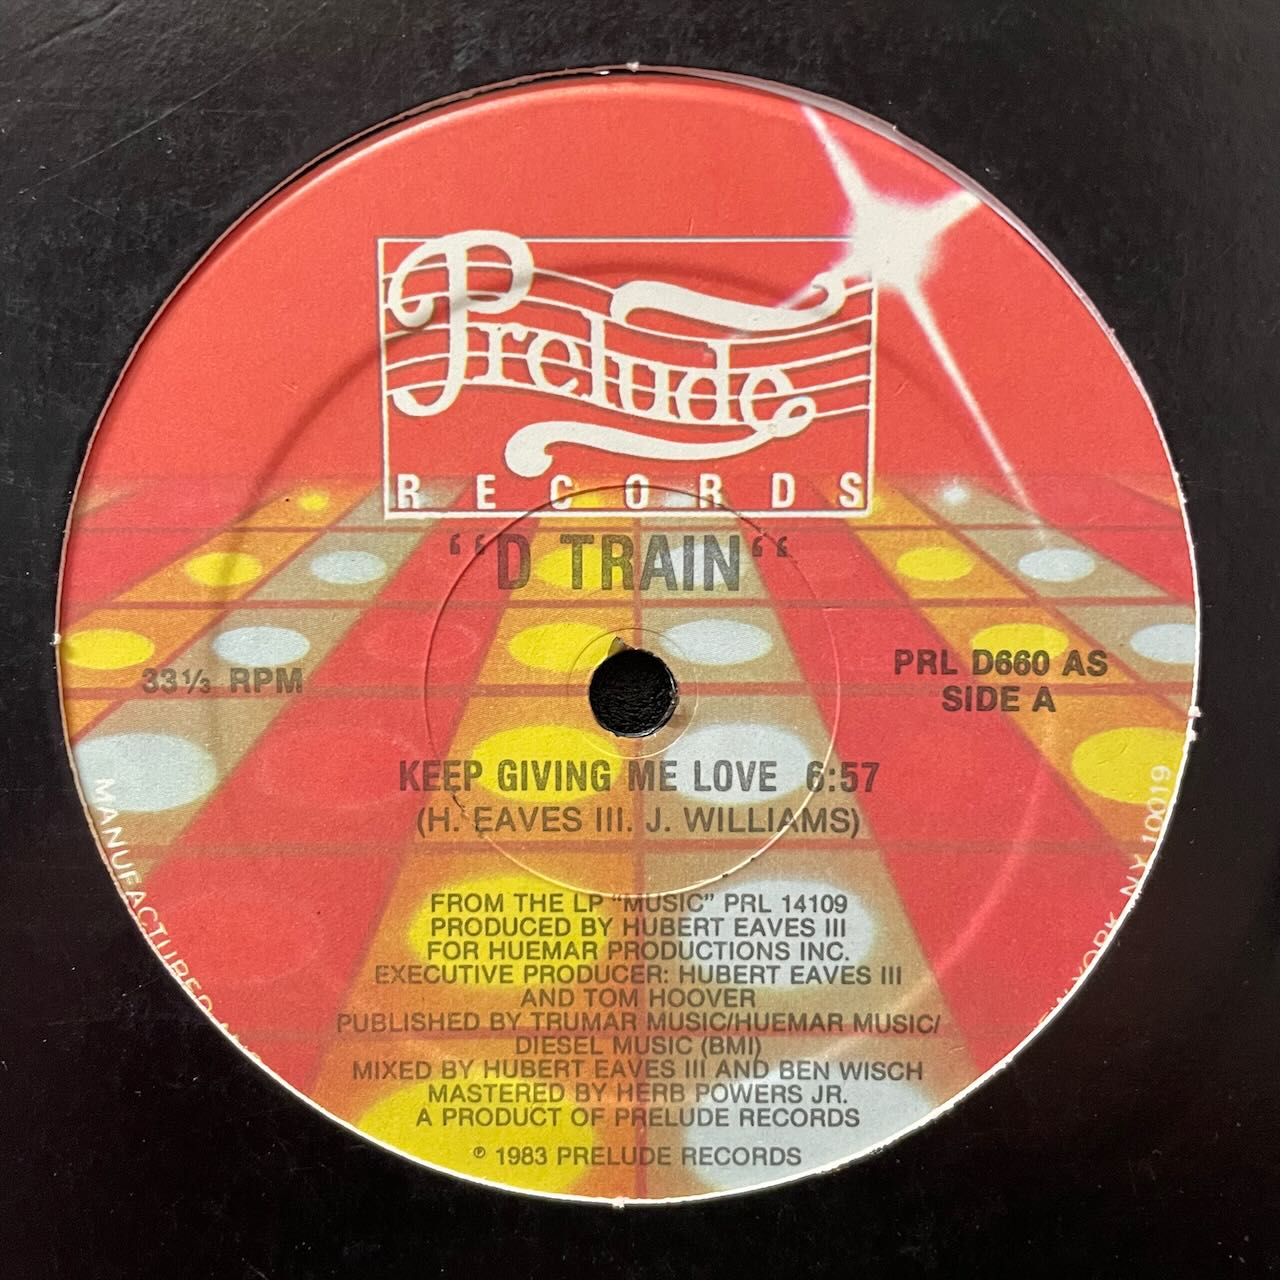 Prelude
RECORDS
“D TRAIN“
33⅓ RPM
PRL D660 AS
SIDE A
KEEP GIVING ME LOVE 6:57
(H. EAVES III. J. WILLIAMS)
FROM THE LP "MUSIC" PRL 14109
PRODUCED BY HUBERT EAVES III
FOR HUEMAR PRODUCTIONS INC.
EXECUTIVE PRODUCER: HUBERT EAVES III
AND TOM HOOVER
PUBLISHED BY TRUMAR MUSIC/HUEMAR MUSIC/
DIESEL MUSIC (BMI)
MIXED BY HUBERT EAVES III AND BEN WISCH
MASTERED BY HERB POWERS JR.
A PRODUCT OF PRELUDE RECORDS
℗ 1983 PRELUDE RECORDS
MANUFACTURED
YORK, NY 10019